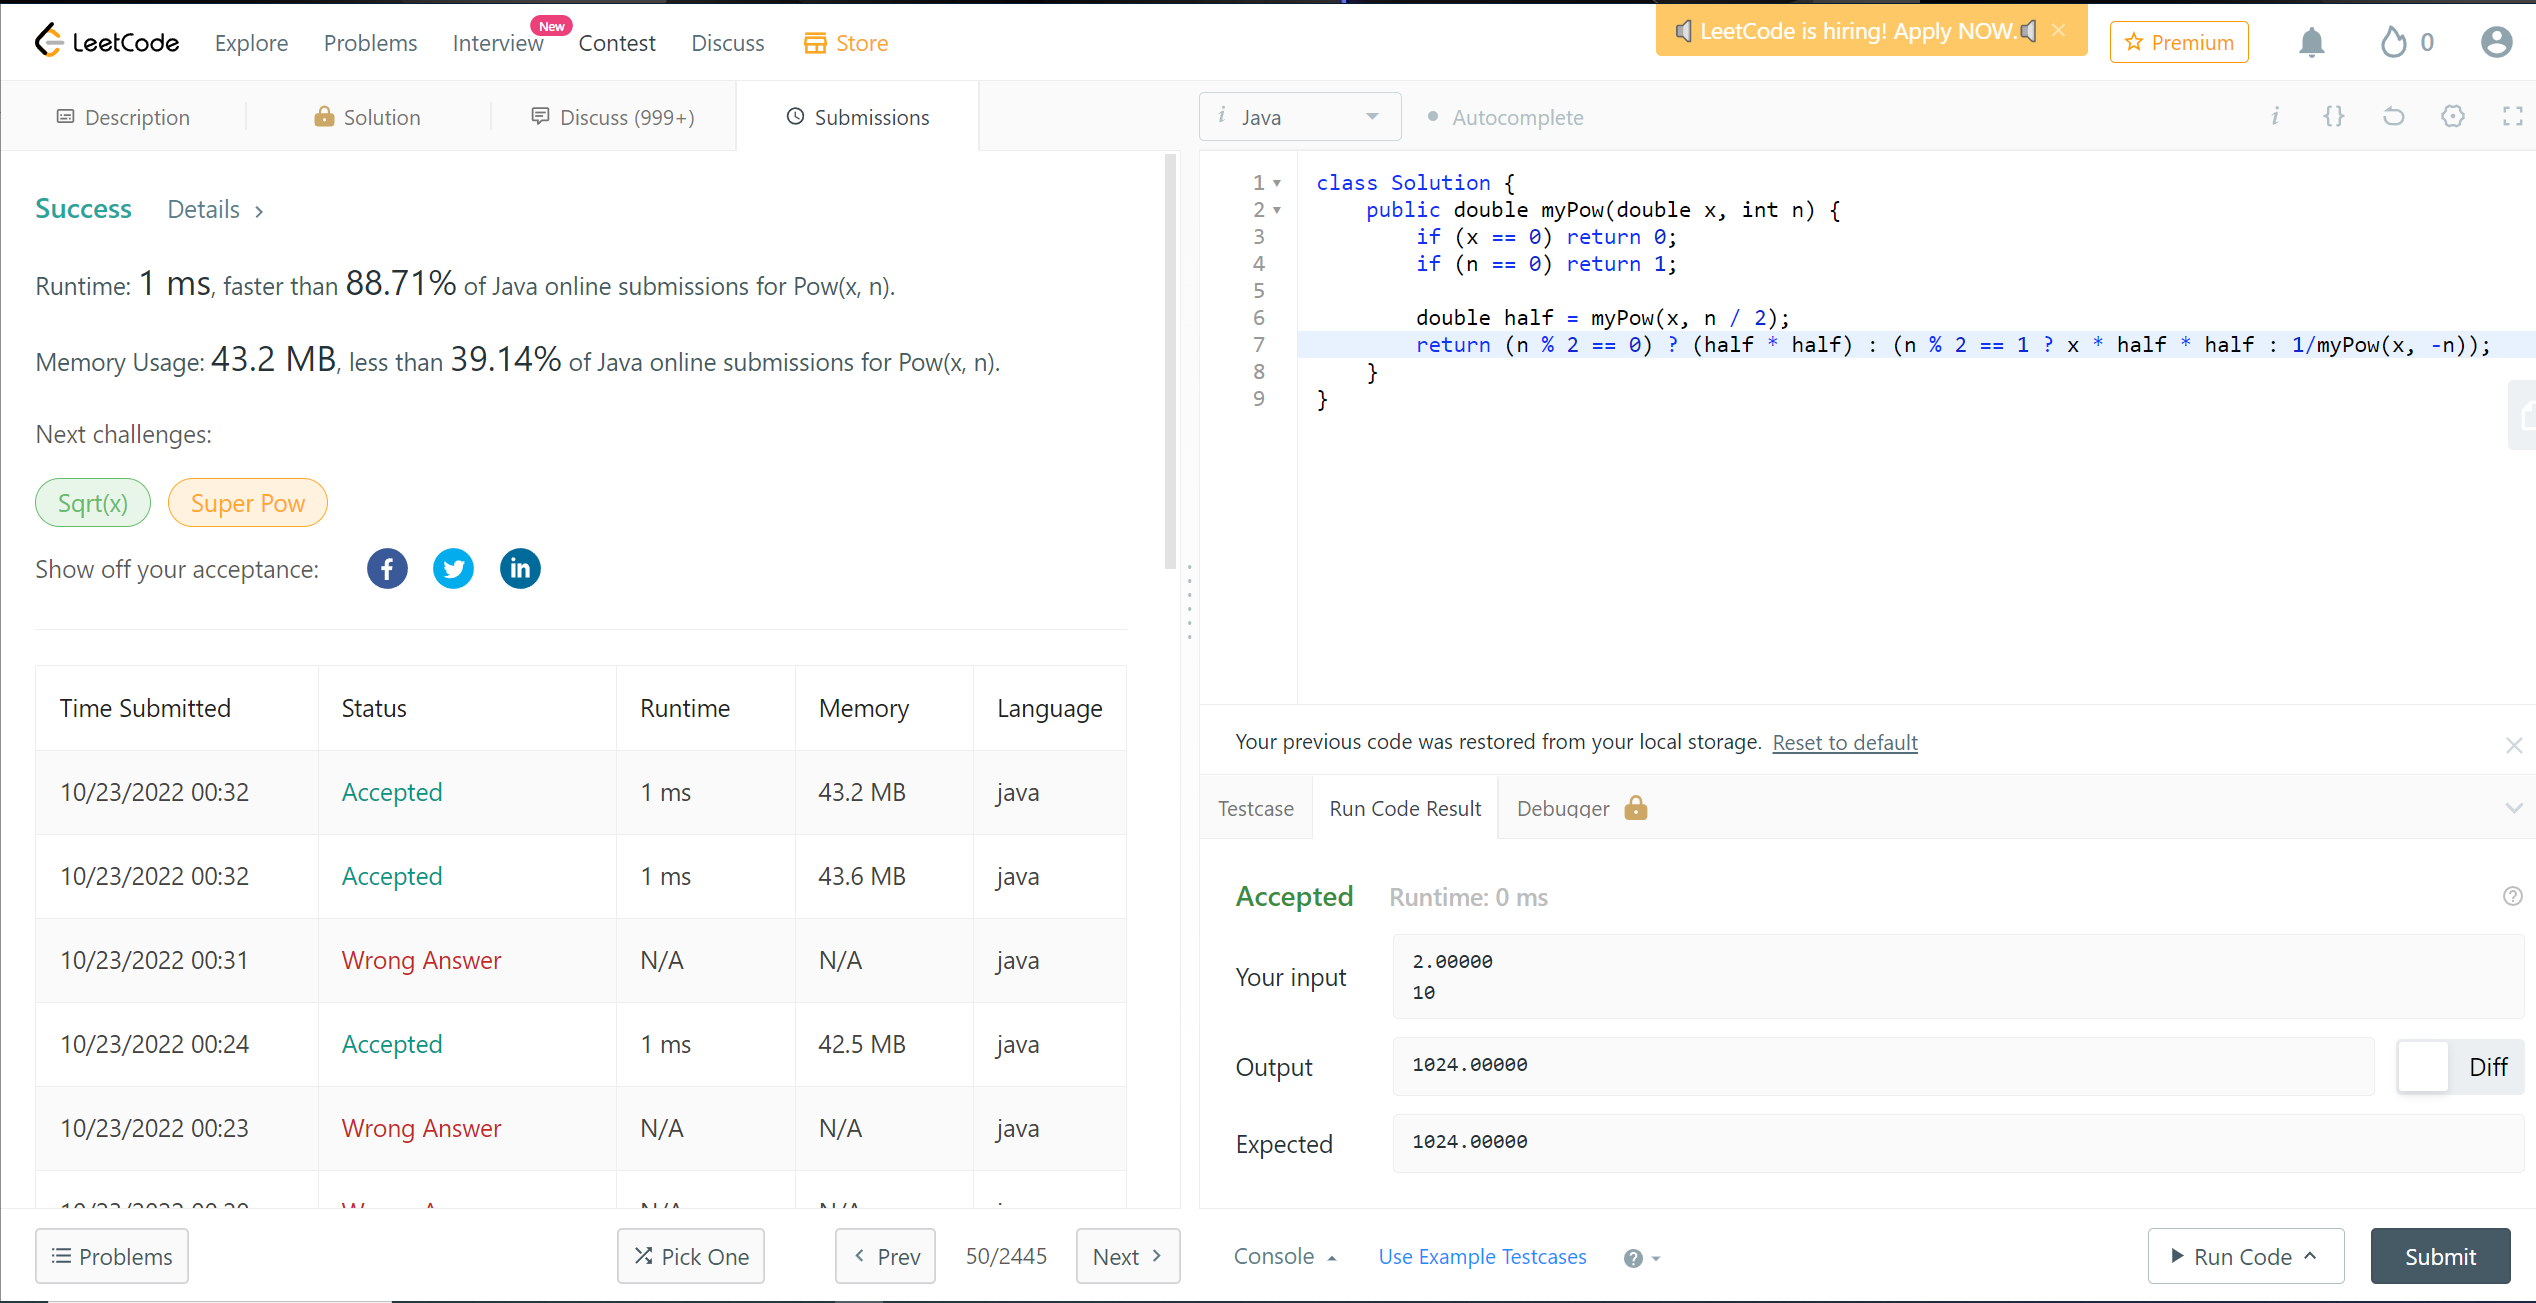 LeetCode Explore Problems Interview New Contest Discuss Store LeetCode is hiring! Apply NOW. Premium 0
Description Solution Discuss (999+) Submissions
Success Details
Runtime: 1 ms, faster than 88.71% of Java online submissions for Pow(x, n).
Memory Usage: 43.2 MB, less than 39.14% of Java online submissions for Pow(x, n).
Next challenges:
Sqrt(x) Super Pow
Show off your acceptance:
Time Submitted Status Runtime Memory Language
10/23/2022 00:32 Accepted 1 ms 43.2 MB java
10/23/2022 00:32 Accepted 1 ms 43.6 MB java
10/23/2022 00:31 Wrong Answer N/A N/A java
10/23/2022 00:24 Accepted 1 ms 42.5 MB java
10/23/2022 00:23 Wrong Answer N/A N/A java
Problems Pick One Prev 50/2445 Next
i Java Autocomplete i {}
1 class Solution {
2 public double myPow(double x, int n) {
3 if (x == 0) return 0;
4 if (n == 0) return 1;
5
6 double half = myPow(x, n / 2);
7 return (n % 2 == 0) ? (half * half) : (n % 2 == 1 ? x * half * half : 1/myPow(x, -n));
8 }
9 }
Your previous code was restored from your local storage. Reset to default
Testcase Run Code Result Debugger
Accepted Runtime: 0 ms
Your input
2.00000
10
Output 1024.00000 Diff
Expected 1024.00000
Console Use Example Testcases Run Code Submit